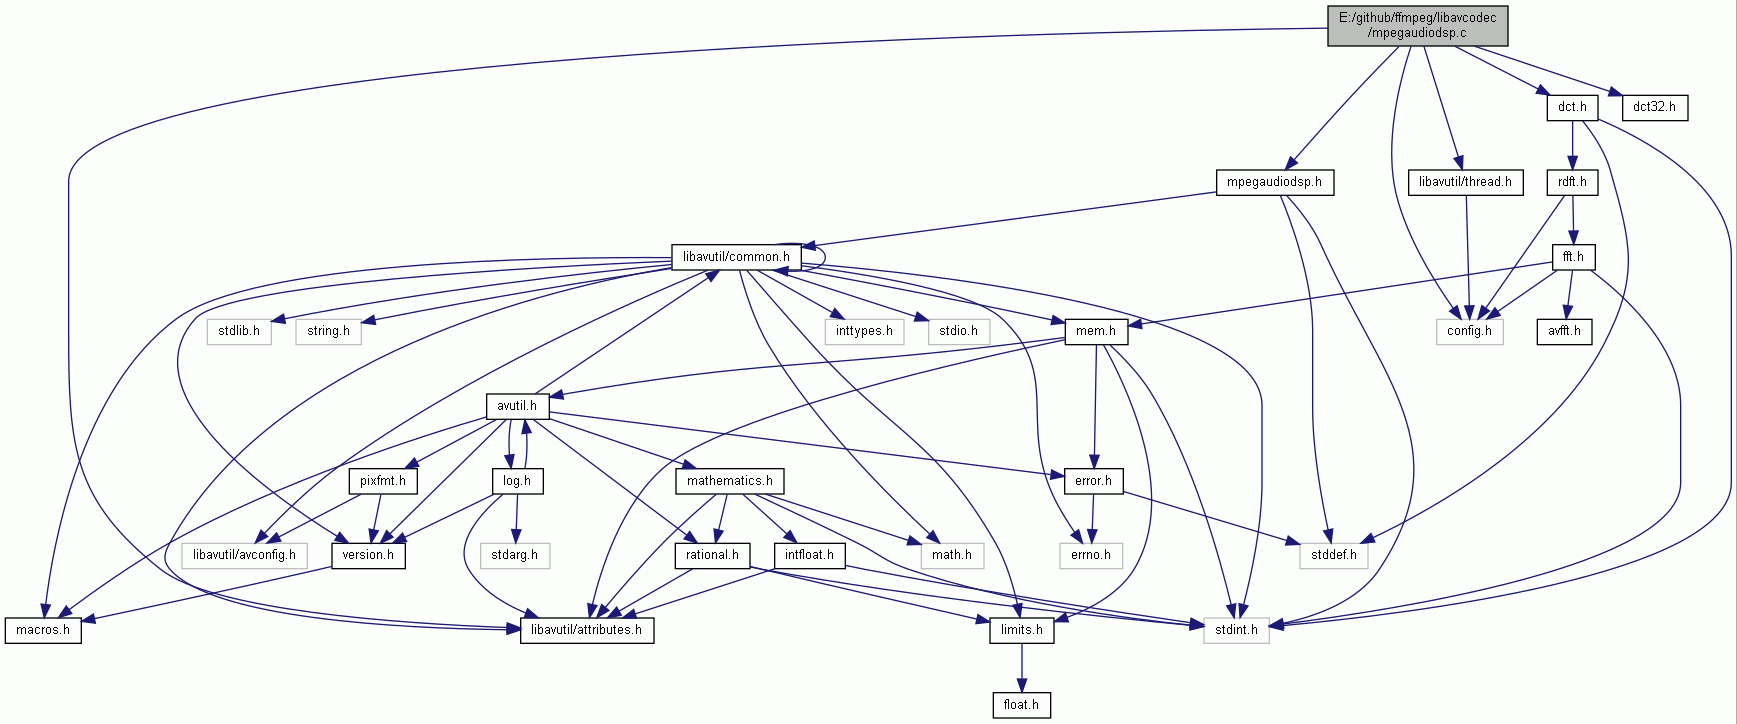 E:/github/ffmpeg/libavcodec
/mpegaudiodsp.c
dct.h
dct32.h
mpegaudiodsp.h
libavutil/thread.h
rdft.h
libavutil/common.h
fft.h
stdlib.h
string.h
inttypes.h
stdio.h
mem.h
config.h
avfft.h
avutil.h
pixfmt.h
log.h
mathematics.h
error.h
libavutil/avconfig.h
version.h
stdarg.h
rational.h
intfloat.h
math.h
errno.h
stddef.h
macros.h
libavutil/attributes.h
limits.h
stdint.h
float.h